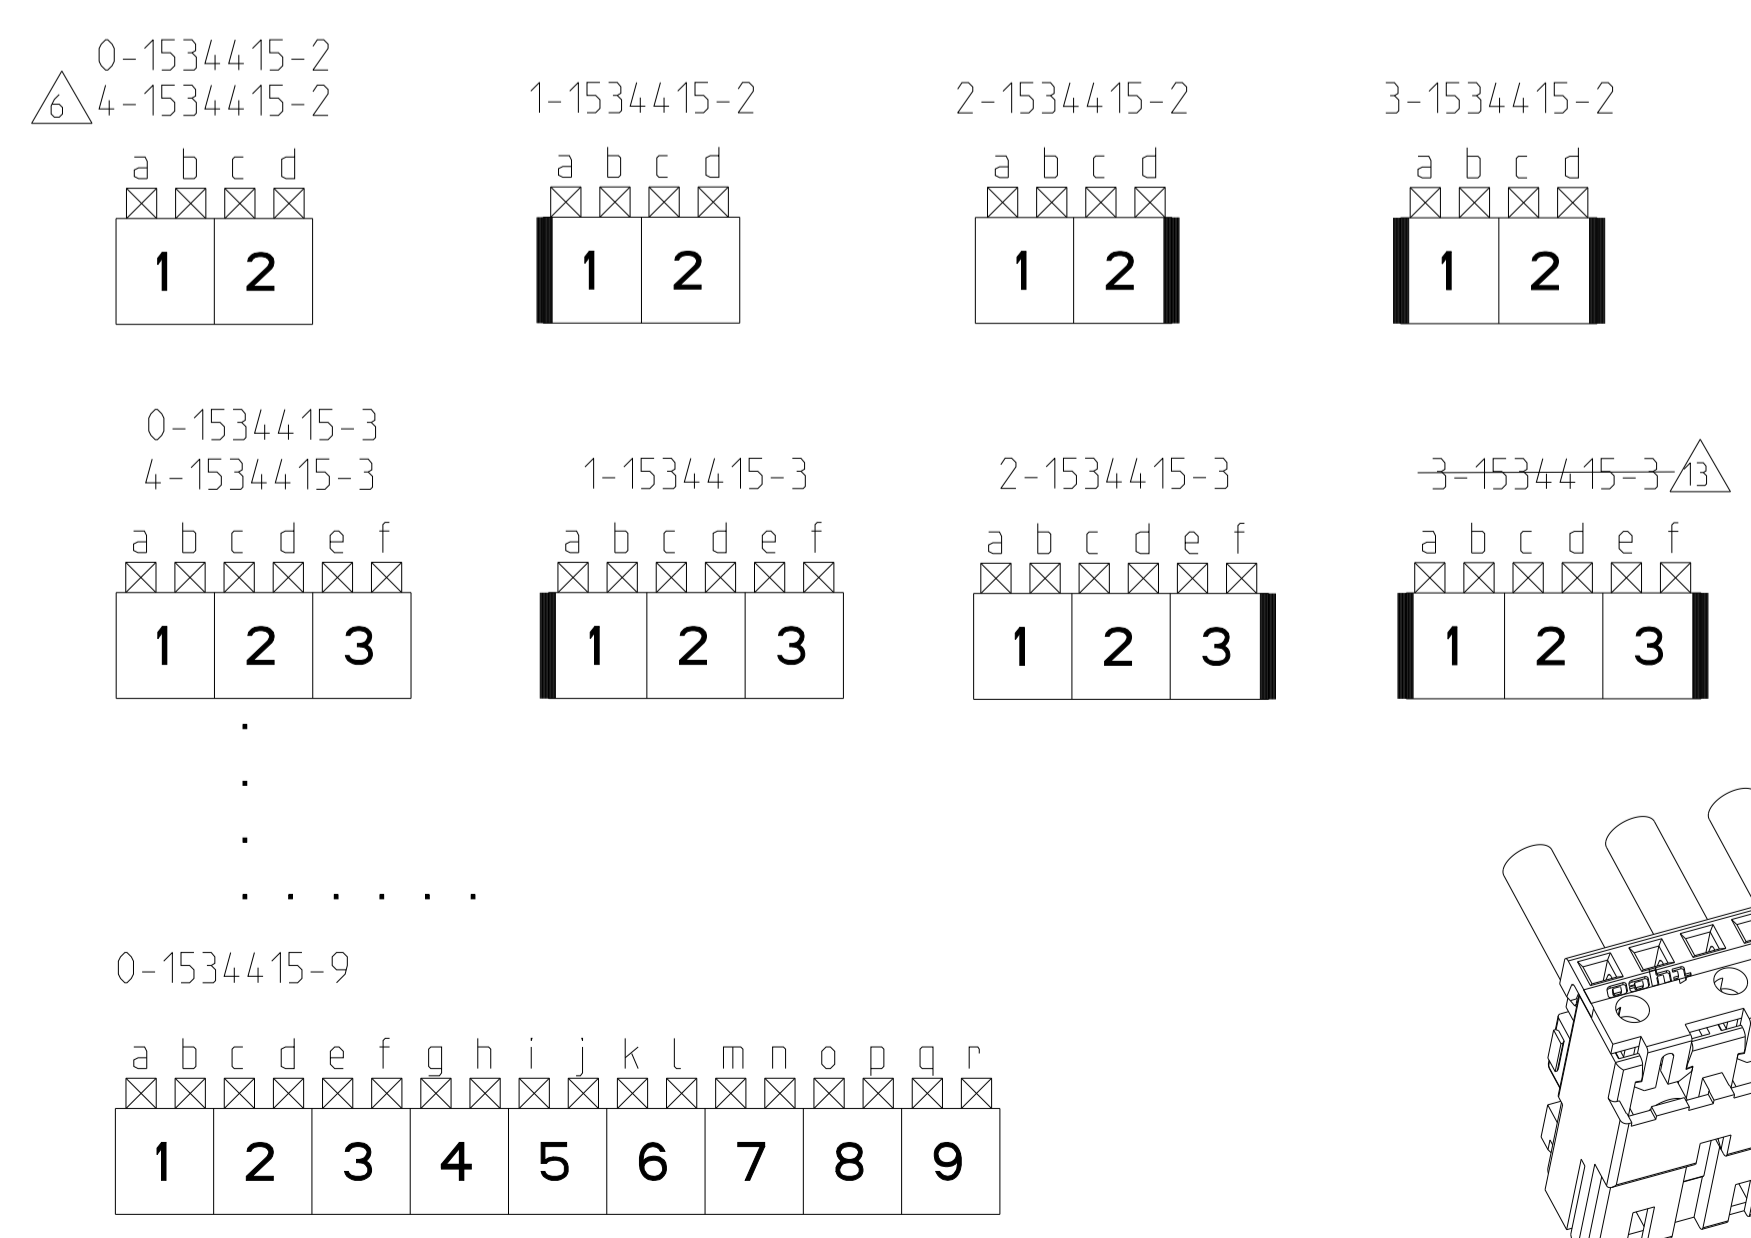 0-1534415-2
6 4-1534415-2
1-1534415-2
2-1534415-2
3-1534415-2
a b c d
a b c d
a b c d
a b c d
1 2
1 2
1 2
1 2
0-1534415-3
4-1534415-3
1-1534415-3
2-1534415-3
3-1534415-3 13
a b c d e f
a b c d e f
a b c d e f
a b c d e f
1 2 3
1 2 3
1 2 3
1 2 3
.
.
.
. . . . . .
0-1534415-9
a b c d e f g h i j k l m n o p q r
1 2 3 4 5 6 7 8 9